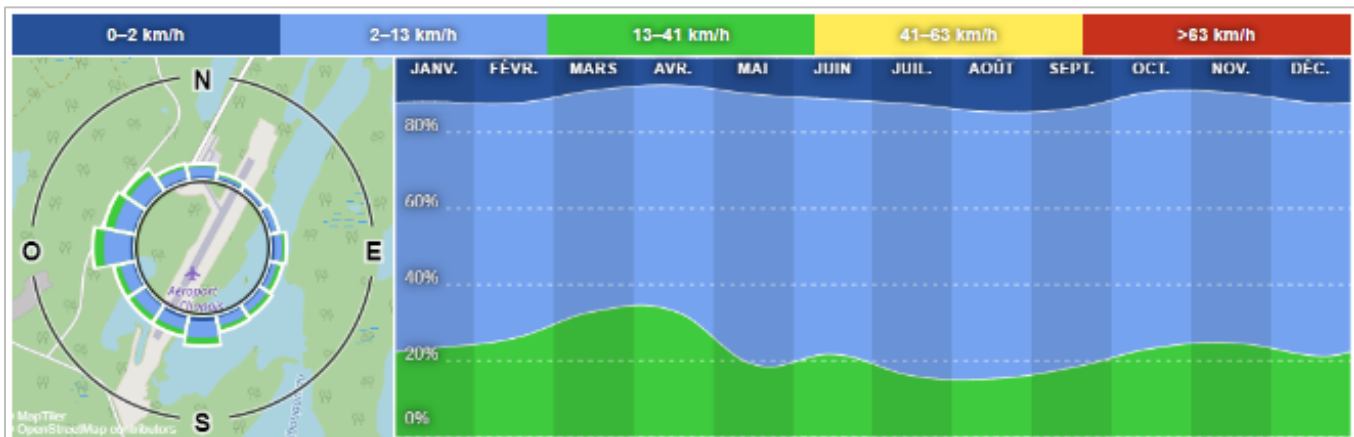 0–2 km/h
2–13 km/h
13–41 km/h
41–63 km/h
>63 km/h
JANV.
FÉVR.
MARS
AVR.
MAI
JUIN
JUIL.
AOÛT
SEPT.
OCT.
NOV.
DÉC.
N
O
E
S
Aéroport
80%
60%
40%
20%
0%
MapTiler
OpenStreetMap contributors